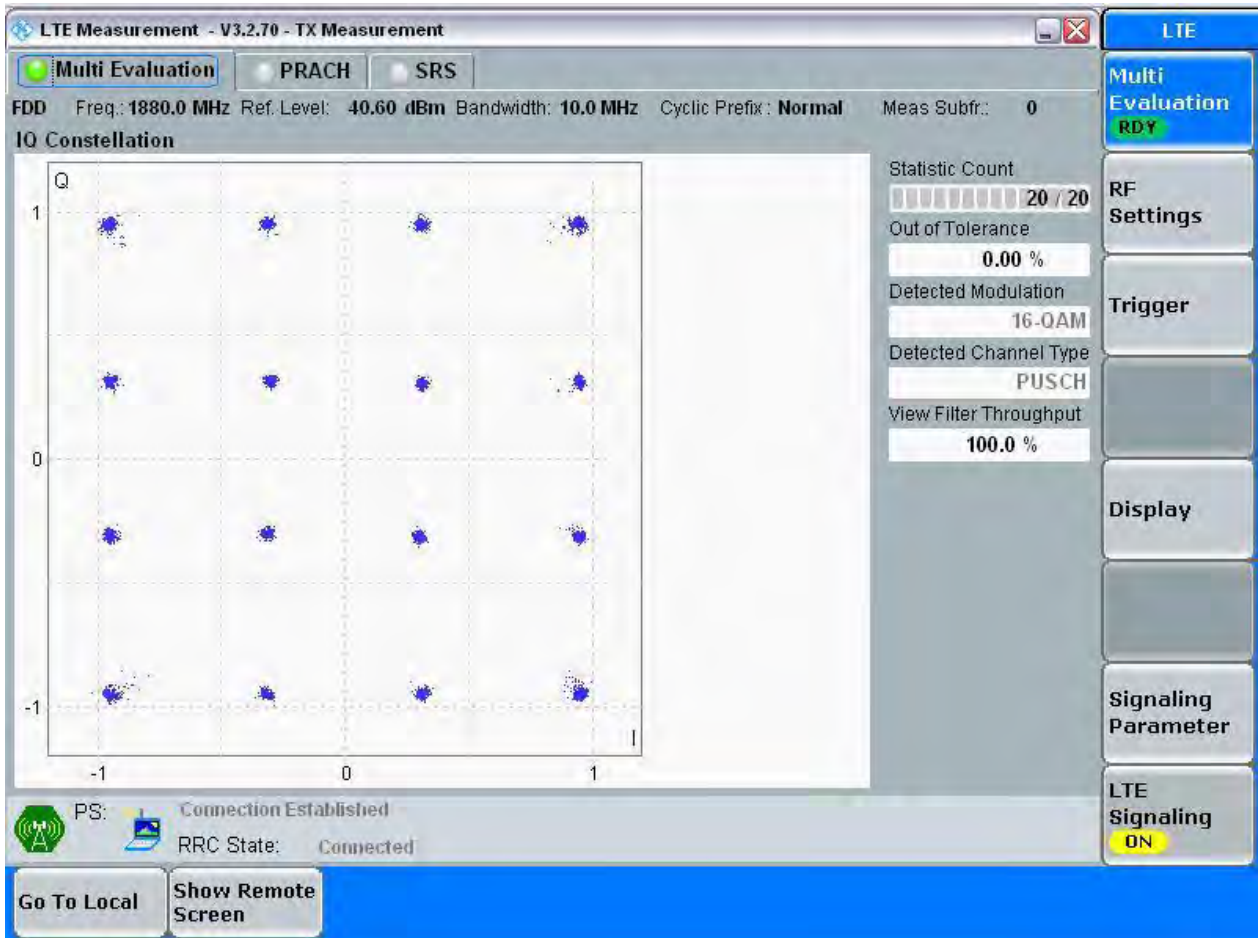 LTE Measurement - V3.2.70 - TX Measurement
LTE
Multi Evaluation PRACH SRS
FDD Freq.: 1880.0 MHz Ref. Level: 40.60 dBm Bandwidth: 10.0 MHz Cyclic Prefix : Normal Meas Subfr.: 0
IQ Constellation
Q
1
0
-1
I
-1 0 1
Statistic Count
20 / 20
Out of Tolerance
0.00 %
Detected Modulation
16-QAM
Detected Channel Type
PUSCH
View Filter Throughput
100.0 %
Multi
Evaluation
RDY
RF
Settings
Trigger
Display
Signaling
Parameter
LTE
Signaling
ON
PS: Connection Established
RRC State: Connected
Go To Local
Show Remote
Screen